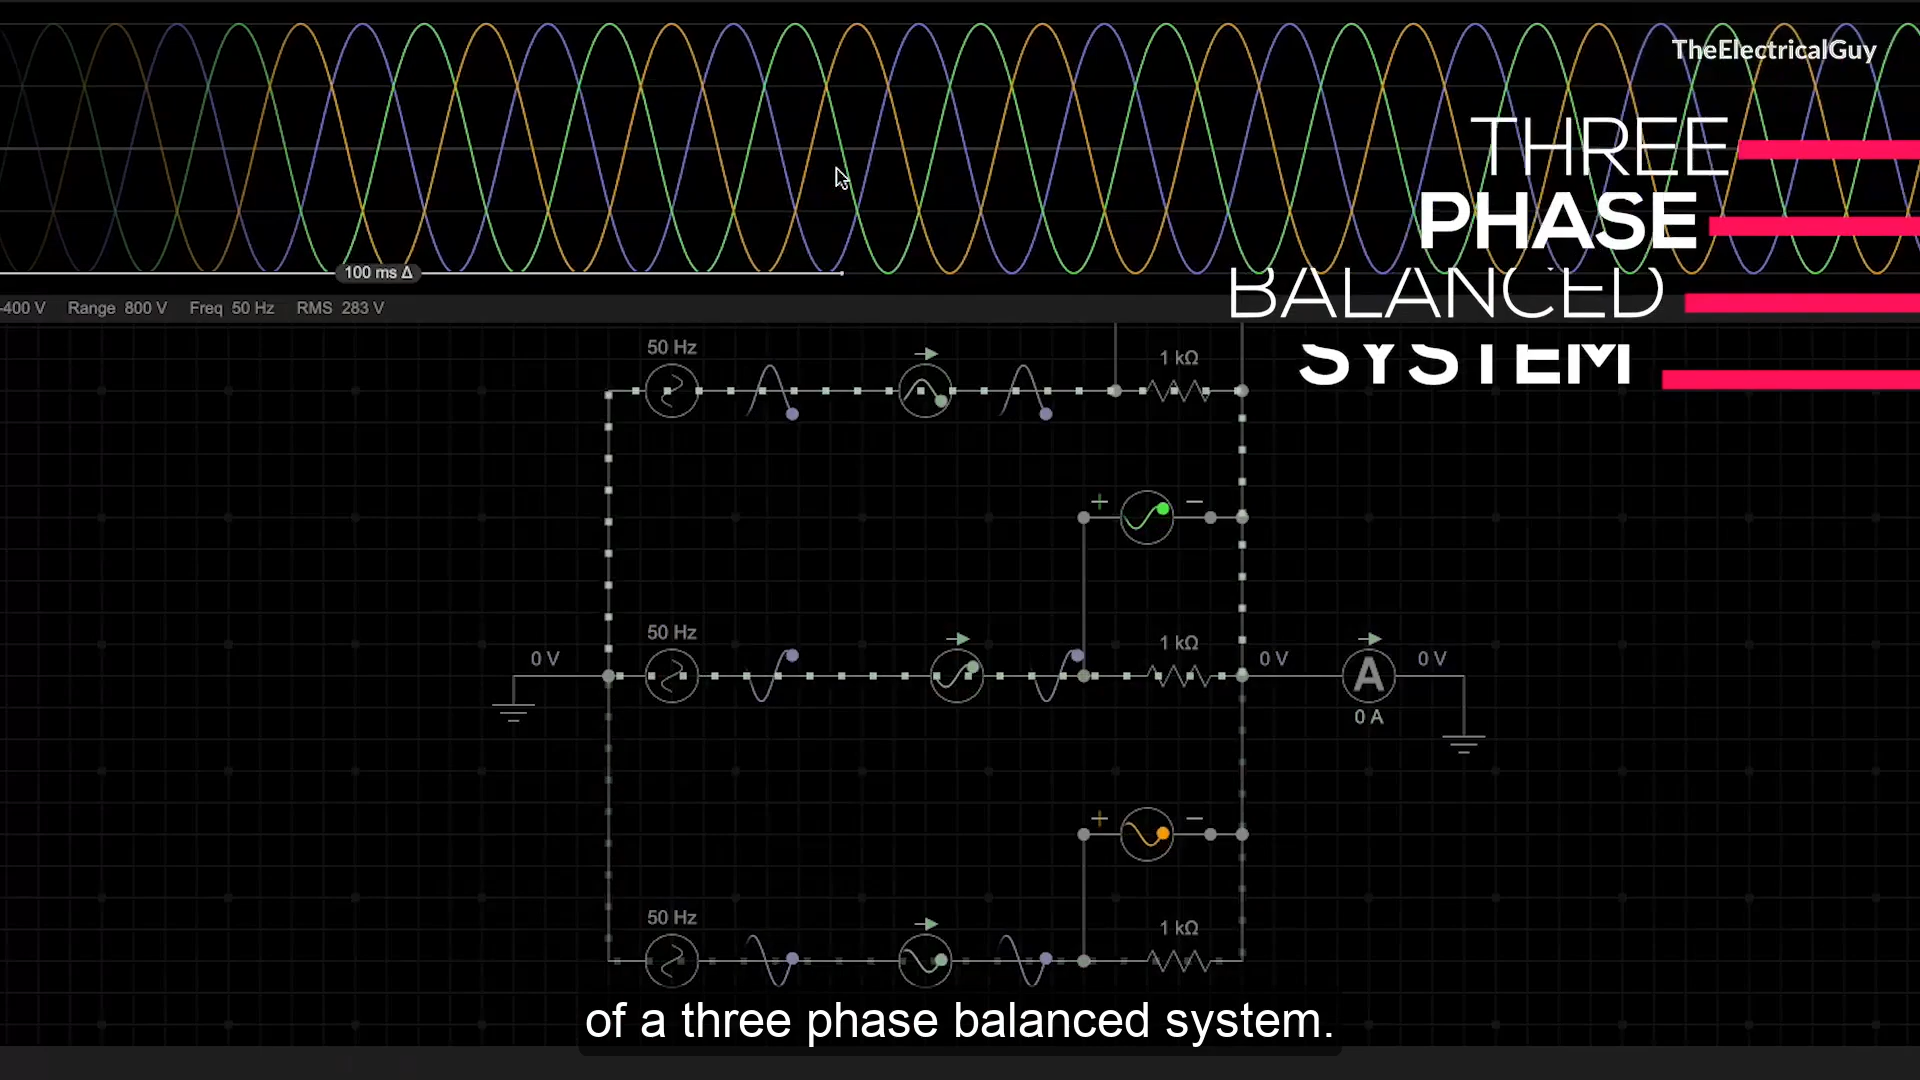 TheElectricalGuy
THREE
PHASE
BALANCED
SYSTEM
100 ms Δ
-400 V Range 800 V Freq 50 Hz RMS 283 V
50 Hz
1 kΩ
+ −
50 Hz
1 kΩ
0 V
0 V
A
0 V
0 A
+ −
50 Hz
1 kΩ
of a three phase balanced system.